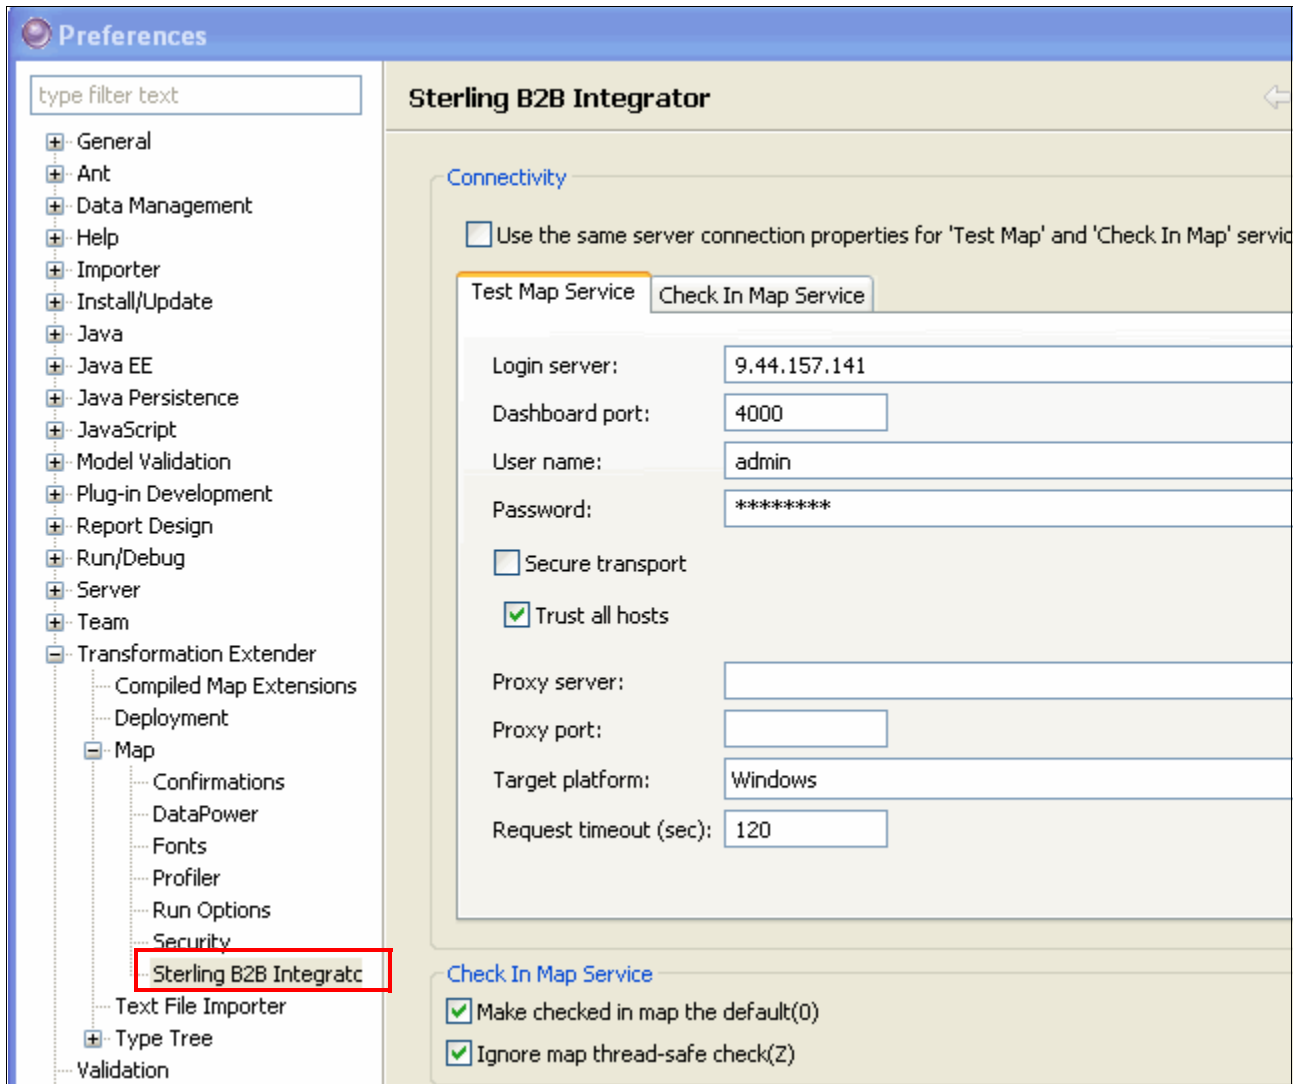 Preferences
type filter text
General
Ant
Data Management
Help
Importer
Install/Update
Java
Java EE
Java Persistence
JavaScript
Model Validation
Plug-in Development
Report Design
Run/Debug
Server
Team
Transformation Extender
Compiled Map Extensions
Deployment
Map
Confirmations
DataPower
Fonts
Profiler
Run Options
Security
Sterling B2B Integratc
Text File Importer
Type Tree
Validation
Sterling B2B Integrator
Connectivity
Use the same server connection properties for 'Test Map' and 'Check In Map' servic
Test Map Service Check In Map Service
Login server: 9.44.157.141
Dashboard port: 4000
User name: admin
Password: ********
Secure transport
Trust all hosts
Proxy server:
Proxy port:
Target platform: Windows
Request timeout (sec): 120
Check In Map Service
Make checked in map the default(O)
Ignore map thread-safe check(Z)